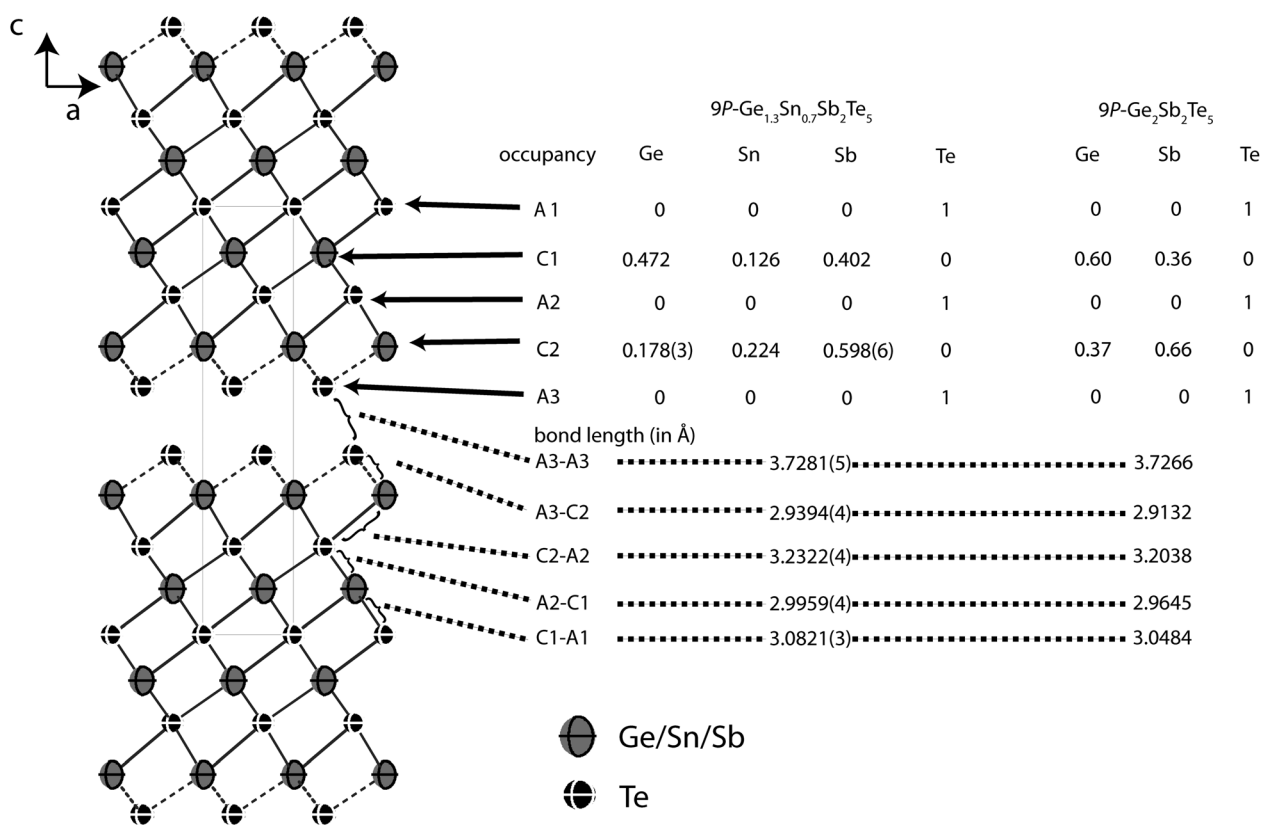 c
a
9P-Ge1.3Sn0.7Sb2Te5 9P-Ge2Sb2Te5
occupancy Ge Sn Sb Te Ge Sb Te
A1 0 0 0 1 0 0 1
C1 0.472 0.126 0.402 0 0.60 0.36 0
A2 0 0 0 1 0 0 1
C2 0.178(3) 0.224 0.598(6) 0 0.37 0.66 0
A3 0 0 0 1 0 0 1
bond length (in Å)
A3-A3 3.7281(5) 3.7266
A3-C2 2.9394(4) 2.9132
C2-A2 3.2322(4) 3.2038
A2-C1 2.9959(4) 2.9645
C1-A1 3.0821(3) 3.0484
Ge/Sn/Sb
Te